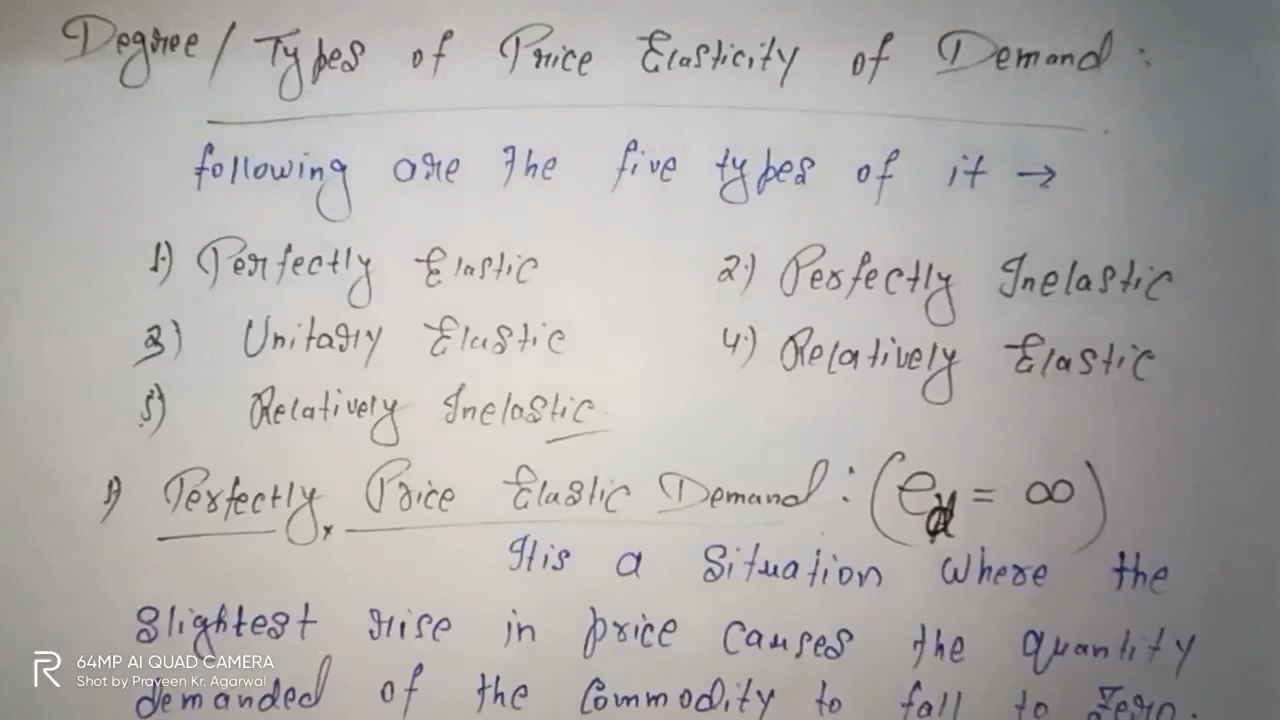 Degree/ Types of Price Elasticity of Demand :
following are the five types of it →
1.) Perfectly Elastic 2.) Perfectly Inelastic
3) Unitary Elastic 4.) Relatively Elastic
5) Relatively Inelastic
1) Perfectly Price Elastic Demand : (ed = ∞)
It is a situation where the
slightest rise in price causes the quantity
demanded of the Commodity to fall to Zero.
64MP AI QUAD CAMERA
Shot by Praveen Kr. Agarwal